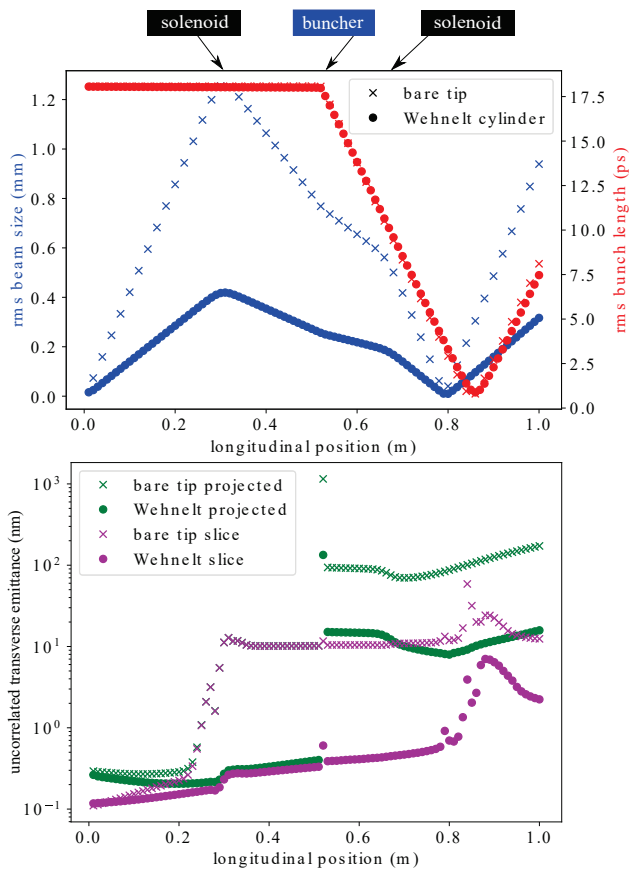 solenoid buncher solenoid
bare tip
Wehnelt cylinder
rms beam size (mm)
1.2
1.0
0.8
0.6
0.4
0.2
0.0
17.5
15.0
12.5
10.0
7.5
5.0
2.5
0.0
rms bunch length (ps)
0.0 0.2 0.4 0.6 0.8 1.0
longitudinal position (m)
bare tip projected
Wehnelt projected
bare tip slice
Wehnelt slice
uncorrelated transverse emittance (nm)
10³
10²
10¹
10⁰
10⁻¹
0.0 0.2 0.4 0.6 0.8 1.0
longitudinal position (m)